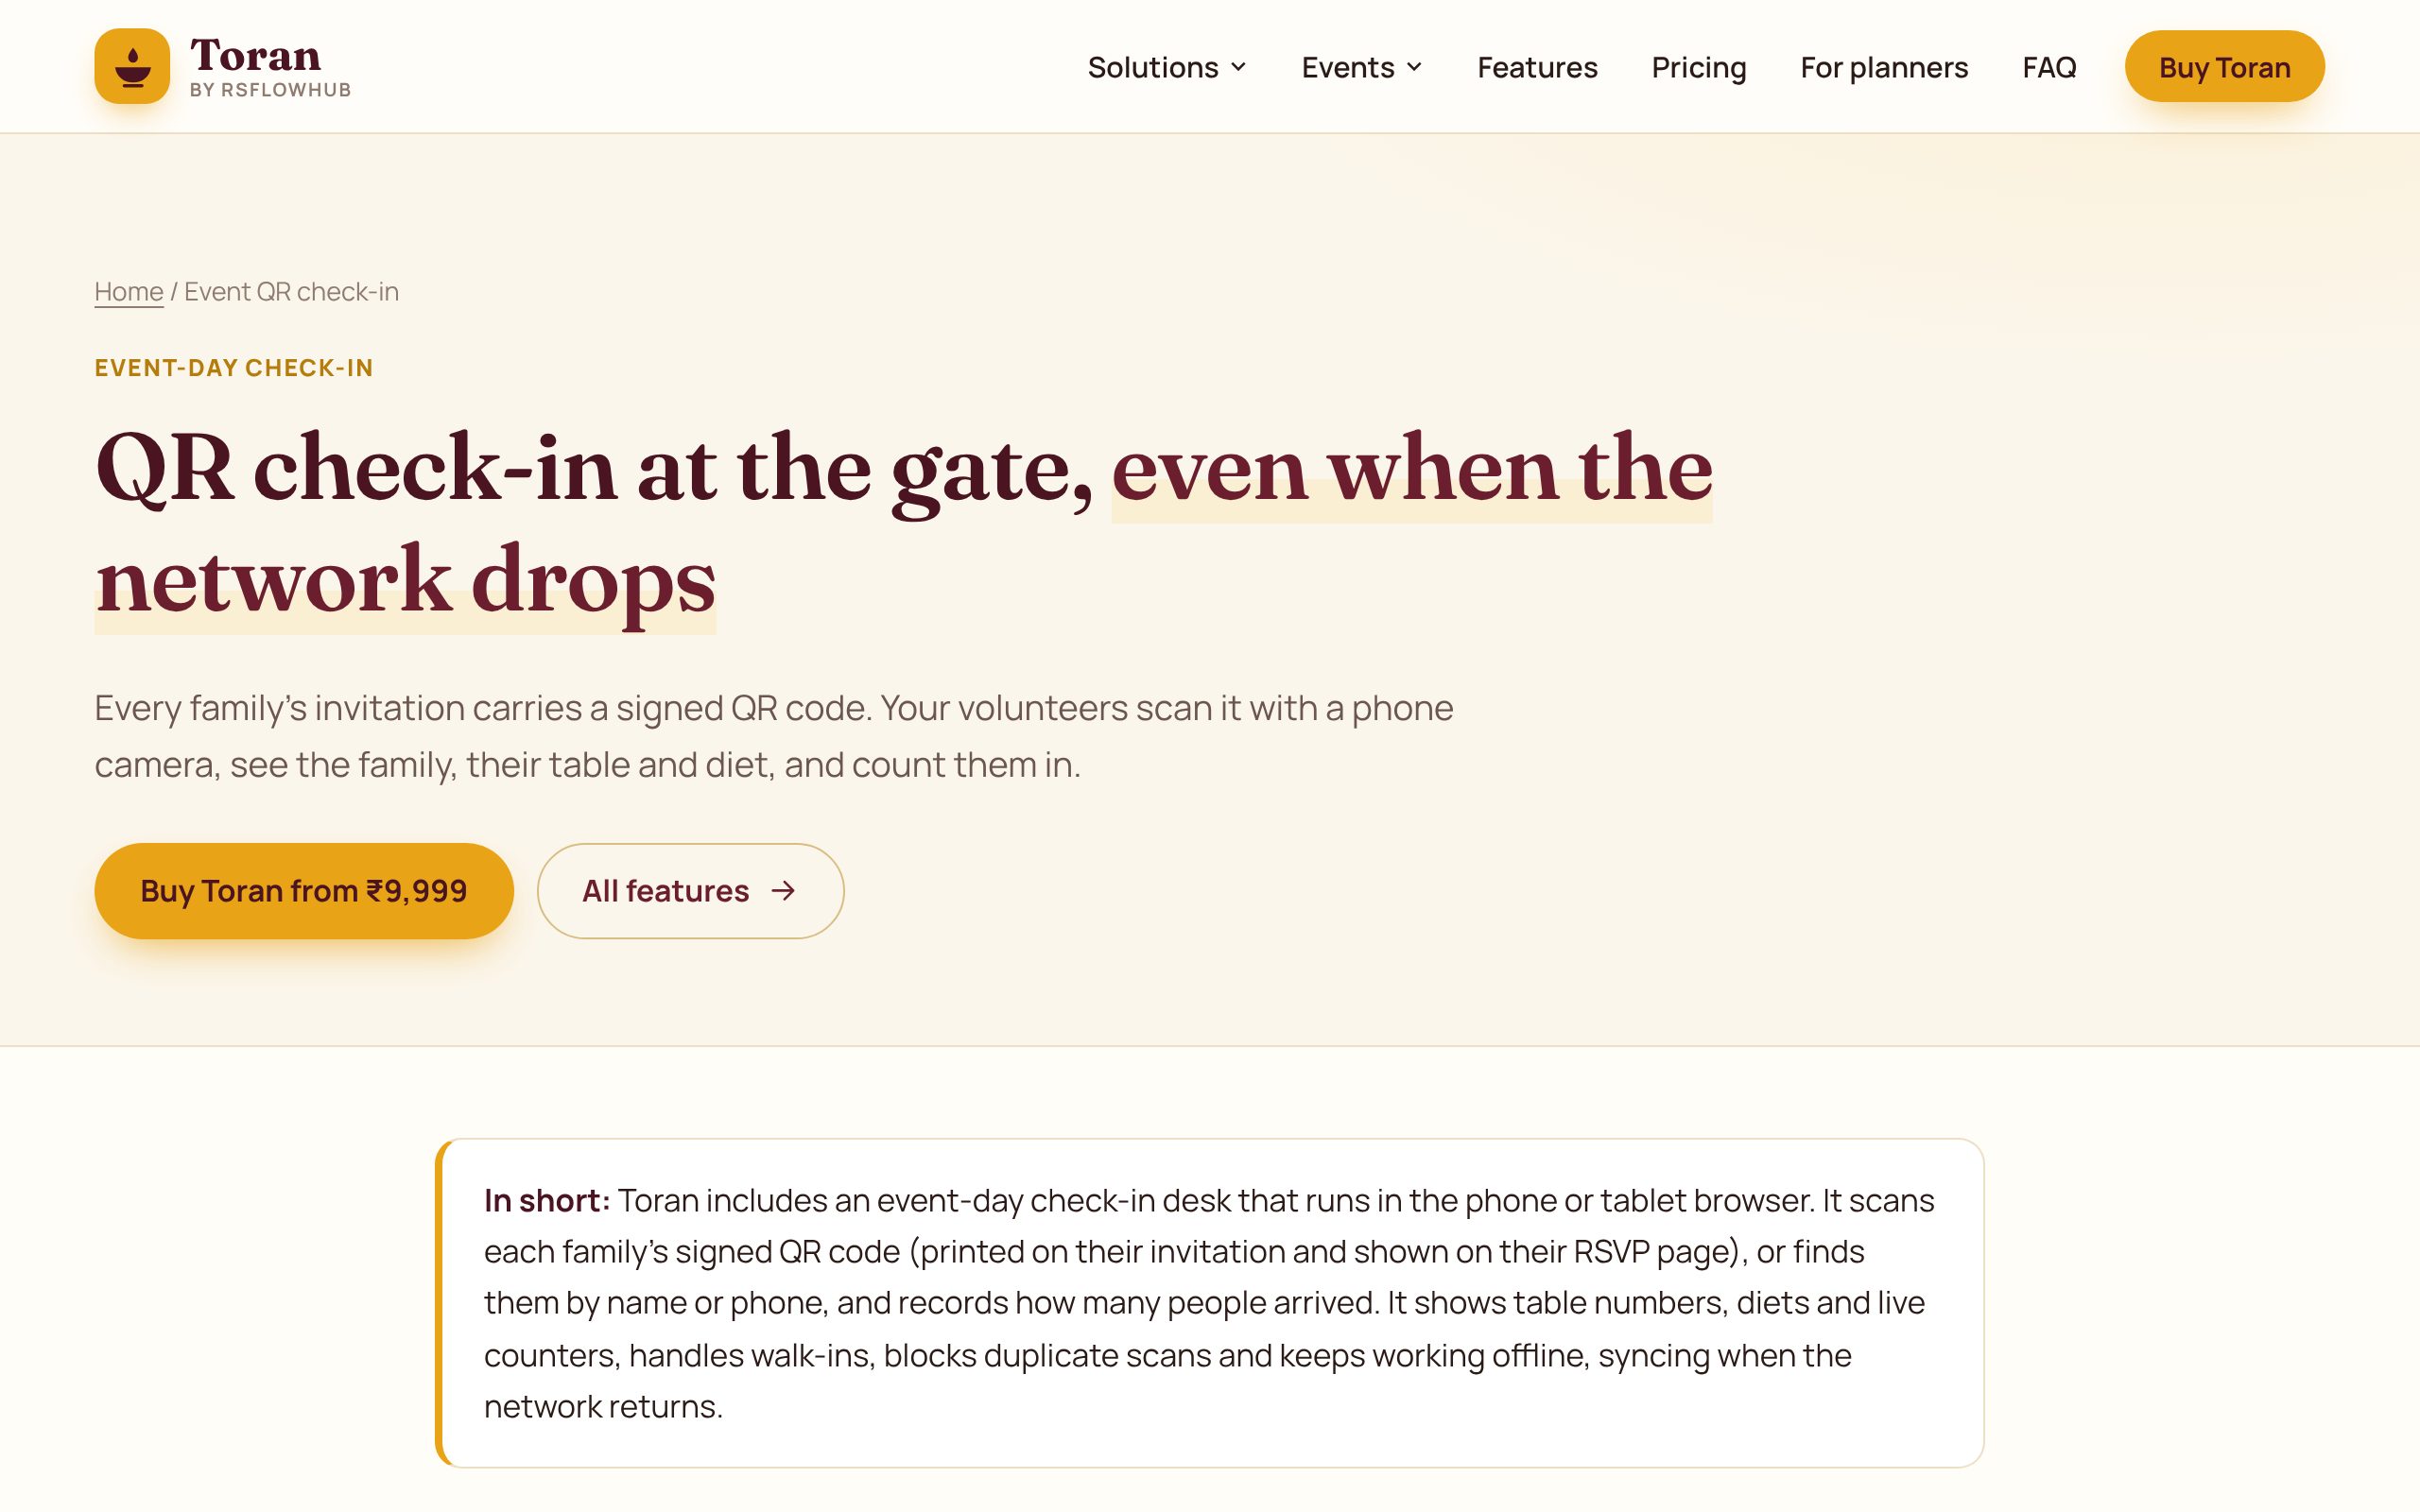 Toran
BY RSFLOWHUB
Solutions
Events
Features
Pricing
For planners
FAQ
Buy Toran
Home / Event QR check-in
EVENT-DAY CHECK-IN
QR check-in at the gate, even when the
network drops
Every family’s invitation carries a signed QR code. Your volunteers scan it with a phone
camera, see the family, their table and diet, and count them in.
Buy Toran from ₹9,999
All features →
In short: Toran includes an event-day check-in desk that runs in the phone or tablet browser. It scans
each family’s signed QR code (printed on their invitation and shown on their RSVP page), or finds
them by name or phone, and records how many people arrived. It shows table numbers, diets and live
counters, handles walk-ins, blocks duplicate scans and keeps working offline, syncing when the
network returns.